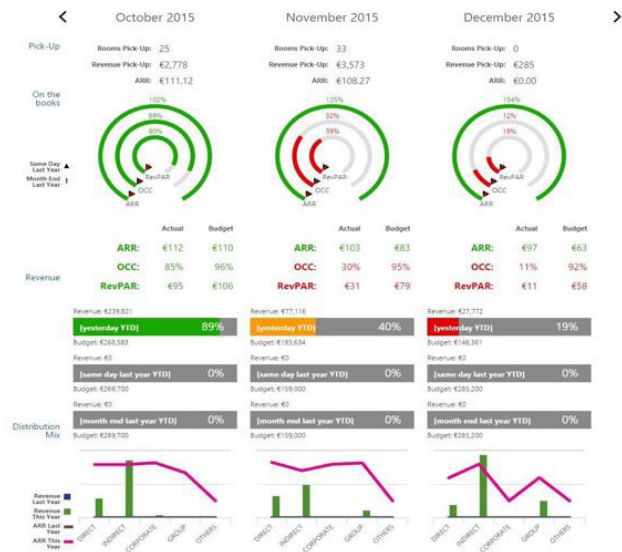 October 2015
November 2015
December 2015
Pick-Up
Rooms Pick-Up: 25
Revenue Pick-Up: €2,778
ARR: €111.12
Rooms Pick-Up: 33
Revenue Pick-Up: €3,573
ARR: €108.27
Rooms Pick-Up: 0
Revenue Pick-Up: €285
ARR: €0.00
On the
books
102%
89%
90%
RevPAR
OCC
ARR
125%
32%
39%
RevPAR
OCC
ARR
154%
12%
19%
RevPAR
OCC
ARR
Same Day
Last Year
Month End
Last Year
Revenue
Actual Budget
ARR: €112 €110
OCC: 85% 96%
RevPAR: €95 €106
Actual Budget
ARR: €103 €83
OCC: 30% 95%
RevPAR: €31 €79
Actual Budget
ARR: €97 €63
OCC: 11% 92%
RevPAR: €11 €58
Revenue: €239,821
[yesterday YTD] 89%
Budget: €268,583
Revenue: €0
[same day last year YTD] 0%
Budget: €269,700
Revenue: €0
[month end last year YTD] 0%
Budget: €269,700
Revenue: €77,116
[yesterday YTD] 40%
Budget: €193,634
Revenue: €0
[same day last year YTD] 0%
Budget: €159,000
Revenue: €0
[month end last year YTD] 0%
Budget: €159,000
Revenue: €27,772
[yesterday YTD] 19%
Budget: €146,361
Revenue: €0
[same day last year YTD] 0%
Budget: €285,200
Revenue: €0
[month end last year YTD] 0%
Budget: €285,200
Distribution
Mix
Revenue
Last Year
Revenue
This Year
ARR Last
Year
ARR This
Year
DIRECT
INDIRECT
CORPORATE
GROUP
OTHERS
DIRECT
INDIRECT
CORPORATE
GROUP
OTHERS
DIRECT
INDIRECT
CORPORATE
GROUP
OTHERS